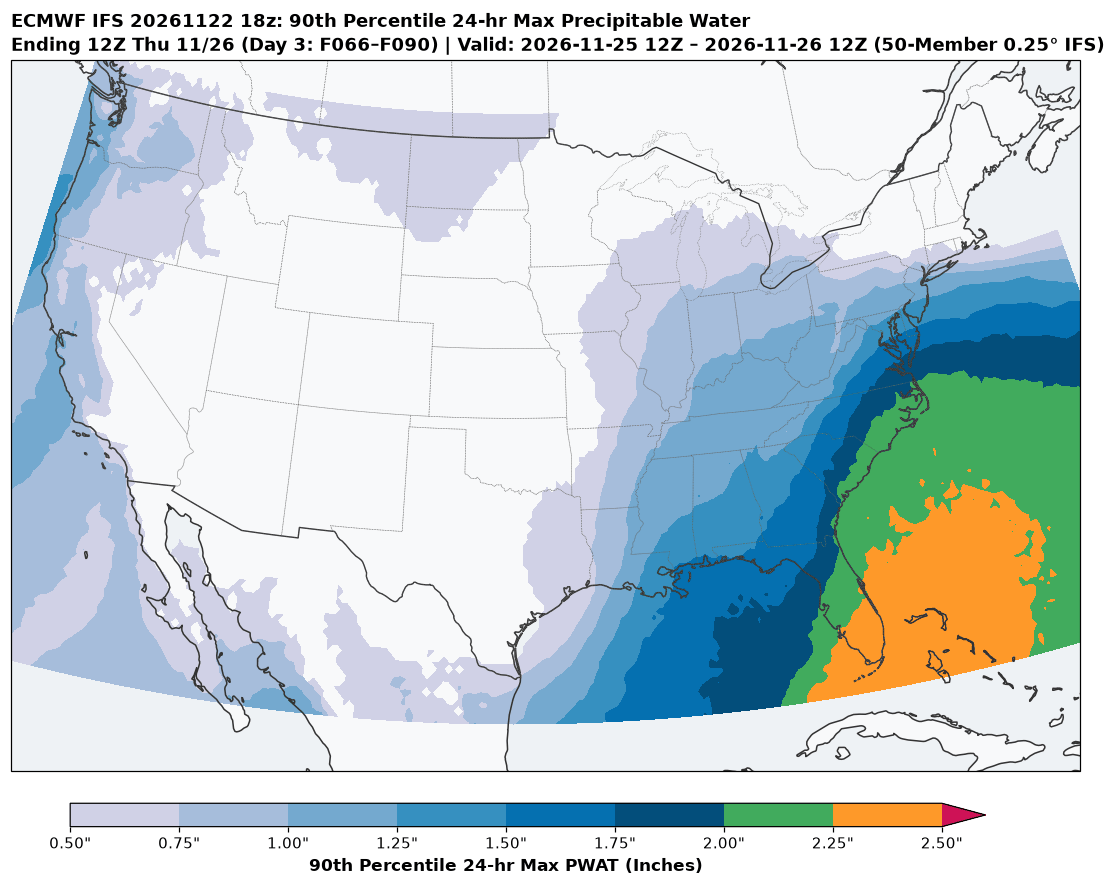 ECMWF IFS 20261122 18z: 90th Percentile 24-hr Max Precipitable Water
Ending 12Z Thu 11/26 (Day 3: F066–F090) | Valid: 2026-11-25 12Z – 2026-11-26 12Z (50-Member 0.25° IFS)
0.50" 0.75" 1.00" 1.25" 1.50" 1.75" 2.00" 2.25" 2.50"
90th Percentile 24-hr Max PWAT (Inches)